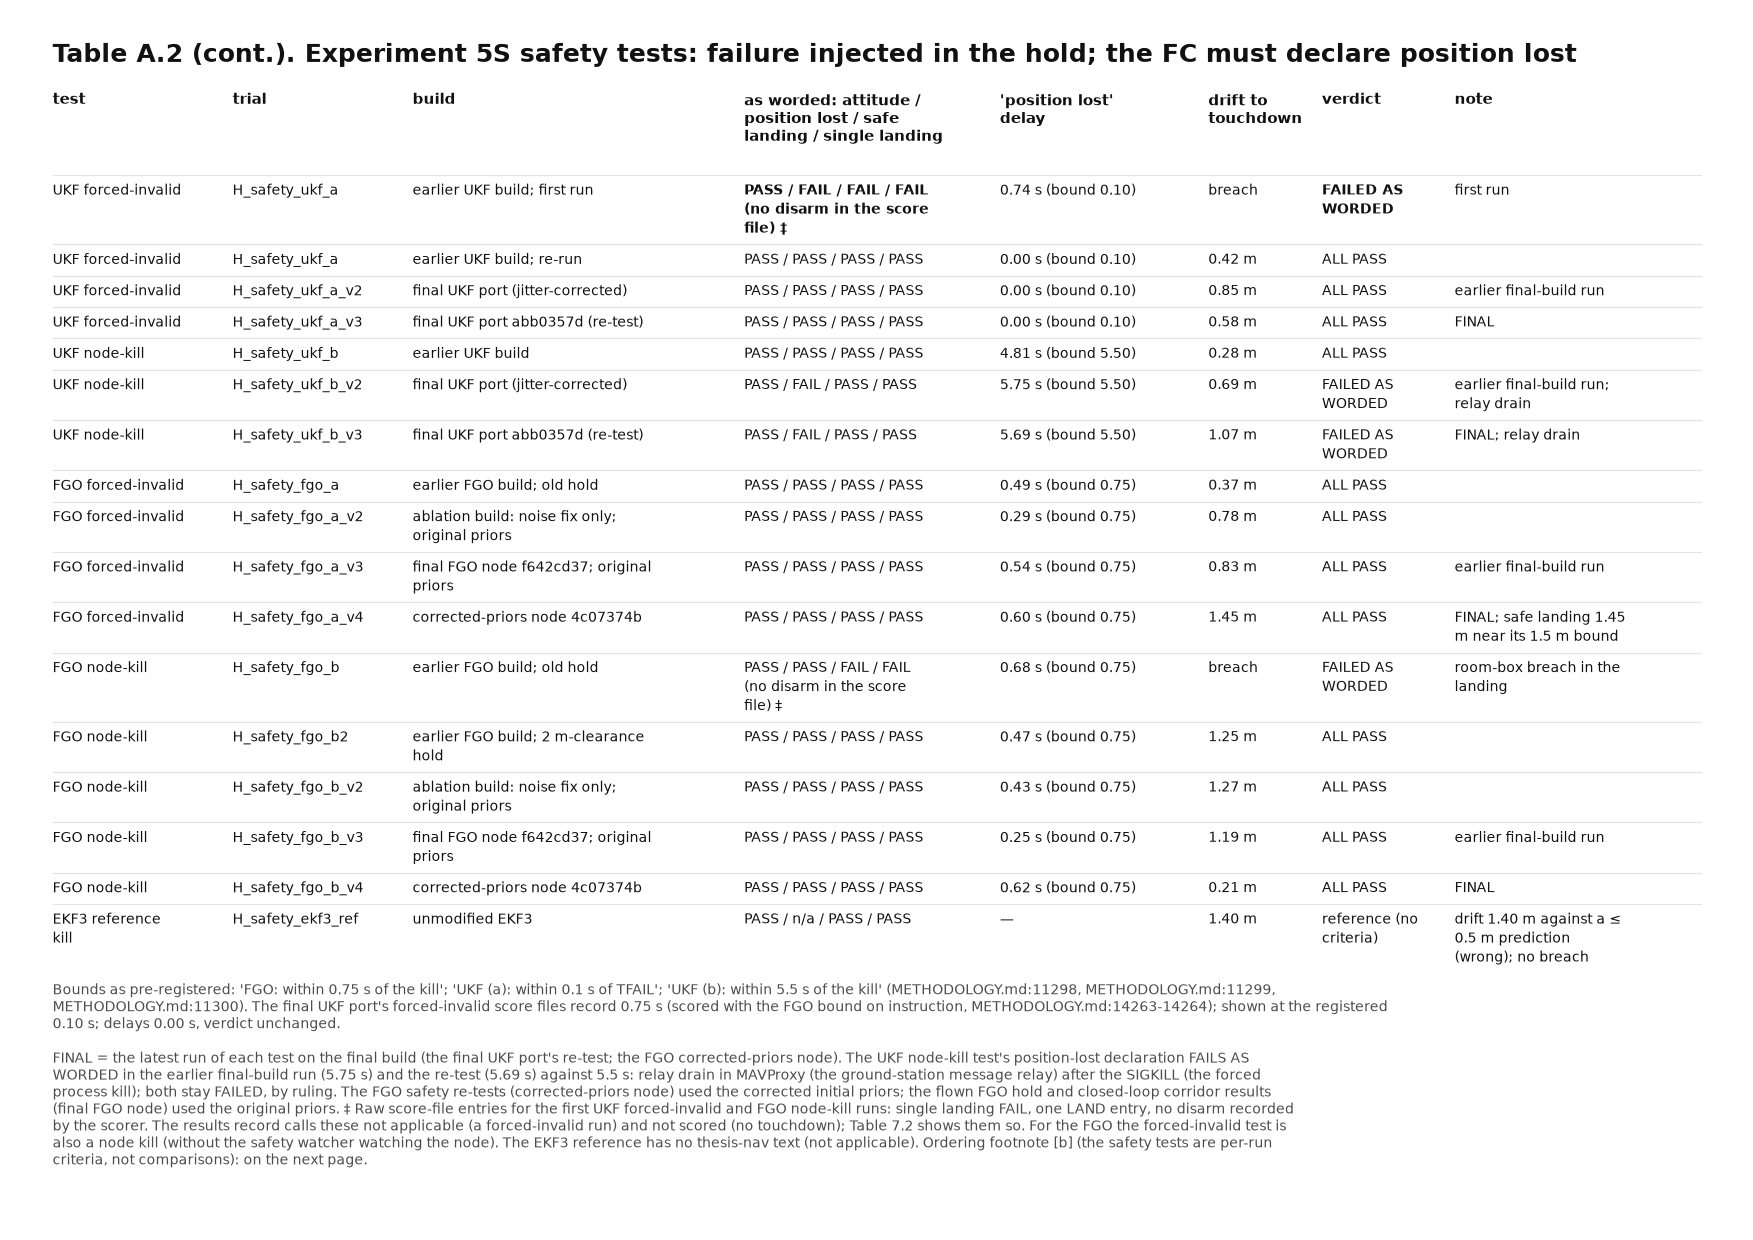 Table A.2 (cont.). Experiment 5S safety tests: failure injected in the hold; the FC must declare position lost
test trial build as worded: attitude / position lost / safe landing / single landing 'position lost' delay drift to touchdown verdict note
UKF forced-invalid H_safety_ukf_a earlier UKF build; first run PASS / FAIL / FAIL / FAIL (no disarm in the score file) ‡ 0.74 s (bound 0.10) breach FAILED AS WORDED first run
UKF forced-invalid H_safety_ukf_a earlier UKF build; re-run PASS / PASS / PASS / PASS 0.00 s (bound 0.10) 0.42 m ALL PASS
UKF forced-invalid H_safety_ukf_a_v2 final UKF port (jitter-corrected) PASS / PASS / PASS / PASS 0.00 s (bound 0.10) 0.85 m ALL PASS earlier final-build run
UKF forced-invalid H_safety_ukf_a_v3 final UKF port abb0357d (re-test) PASS / PASS / PASS / PASS 0.00 s (bound 0.10) 0.58 m ALL PASS FINAL
UKF node-kill H_safety_ukf_b earlier UKF build PASS / PASS / PASS / PASS 4.81 s (bound 5.50) 0.28 m ALL PASS
UKF node-kill H_safety_ukf_b_v2 final UKF port (jitter-corrected) PASS / FAIL / PASS / PASS 5.75 s (bound 5.50) 0.69 m FAILED AS WORDED earlier final-build run; relay drain
UKF node-kill H_safety_ukf_b_v3 final UKF port abb0357d (re-test) PASS / FAIL / PASS / PASS 5.69 s (bound 5.50) 1.07 m FAILED AS WORDED FINAL; relay drain
FGO forced-invalid H_safety_fgo_a earlier FGO build; old hold PASS / PASS / PASS / PASS 0.49 s (bound 0.75) 0.37 m ALL PASS
FGO forced-invalid H_safety_fgo_a_v2 ablation build: noise fix only; original priors PASS / PASS / PASS / PASS 0.29 s (bound 0.75) 0.78 m ALL PASS
FGO forced-invalid H_safety_fgo_a_v3 final FGO node f642cd37; original priors PASS / PASS / PASS / PASS 0.54 s (bound 0.75) 0.83 m ALL PASS earlier final-build run
FGO forced-invalid H_safety_fgo_a_v4 corrected-priors node 4c07374b PASS / PASS / PASS / PASS 0.60 s (bound 0.75) 1.45 m ALL PASS FINAL; safe landing 1.45 m near its 1.5 m bound
FGO node-kill H_safety_fgo_b earlier FGO build; old hold PASS / PASS / FAIL / FAIL (no disarm in the score file) ‡ 0.68 s (bound 0.75) breach FAILED AS WORDED room-box breach in the landing
FGO node-kill H_safety_fgo_b2 earlier FGO build; 2 m-clearance hold PASS / PASS / PASS / PASS 0.47 s (bound 0.75) 1.25 m ALL PASS
FGO node-kill H_safety_fgo_b_v2 ablation build: noise fix only; original priors PASS / PASS / PASS / PASS 0.43 s (bound 0.75) 1.27 m ALL PASS
FGO node-kill H_safety_fgo_b_v3 final FGO node f642cd37; original priors PASS / PASS / PASS / PASS 0.25 s (bound 0.75) 1.19 m ALL PASS earlier final-build run
FGO node-kill H_safety_fgo_b_v4 corrected-priors node 4c07374b PASS / PASS / PASS / PASS 0.62 s (bound 0.75) 0.21 m ALL PASS FINAL
EKF3 reference kill H_safety_ekf3_ref unmodified EKF3 PASS / n/a / PASS / PASS — 1.40 m reference (no criteria) drift 1.40 m against a ≤ 0.5 m prediction (wrong); no breach
Bounds as pre-registered: 'FGO: within 0.75 s of the kill'; 'UKF (a): within 0.1 s of TFAIL'; 'UKF (b): within 5.5 s of the kill' (METHODOLOGY.md:11298, METHODOLOGY.md:11299,
METHODOLOGY.md:11300). The final UKF port's forced-invalid score files record 0.75 s (scored with the FGO bound on instruction, METHODOLOGY.md:14263-14264); shown at the registered
0.10 s; delays 0.00 s, verdict unchanged.
FINAL = the latest run of each test on the final build (the final UKF port's re-test; the FGO corrected-priors node). The UKF node-kill test's position-lost declaration FAILS AS
WORDED in the earlier final-build run (5.75 s) and the re-test (5.69 s) against 5.5 s: relay drain in MAVProxy (the ground-station message relay) after the SIGKILL (the forced
process kill); both stay FAILED, by ruling. The FGO safety re-tests (corrected-priors node) used the corrected initial priors; the flown FGO hold and closed-loop corridor results
(final FGO node) used the original priors. ‡ Raw score-file entries for the first UKF forced-invalid and FGO node-kill runs: single landing FAIL, one LAND entry, no disarm recorded
by the scorer. The results record calls these not applicable (a forced-invalid run) and not scored (no touchdown); Table 7.2 shows them so. For the FGO the forced-invalid test is
also a node kill (without the safety watcher watching the node). The EKF3 reference has no thesis-nav text (not applicable). Ordering footnote [b] (the safety tests are per-run
criteria, not comparisons): on the next page.